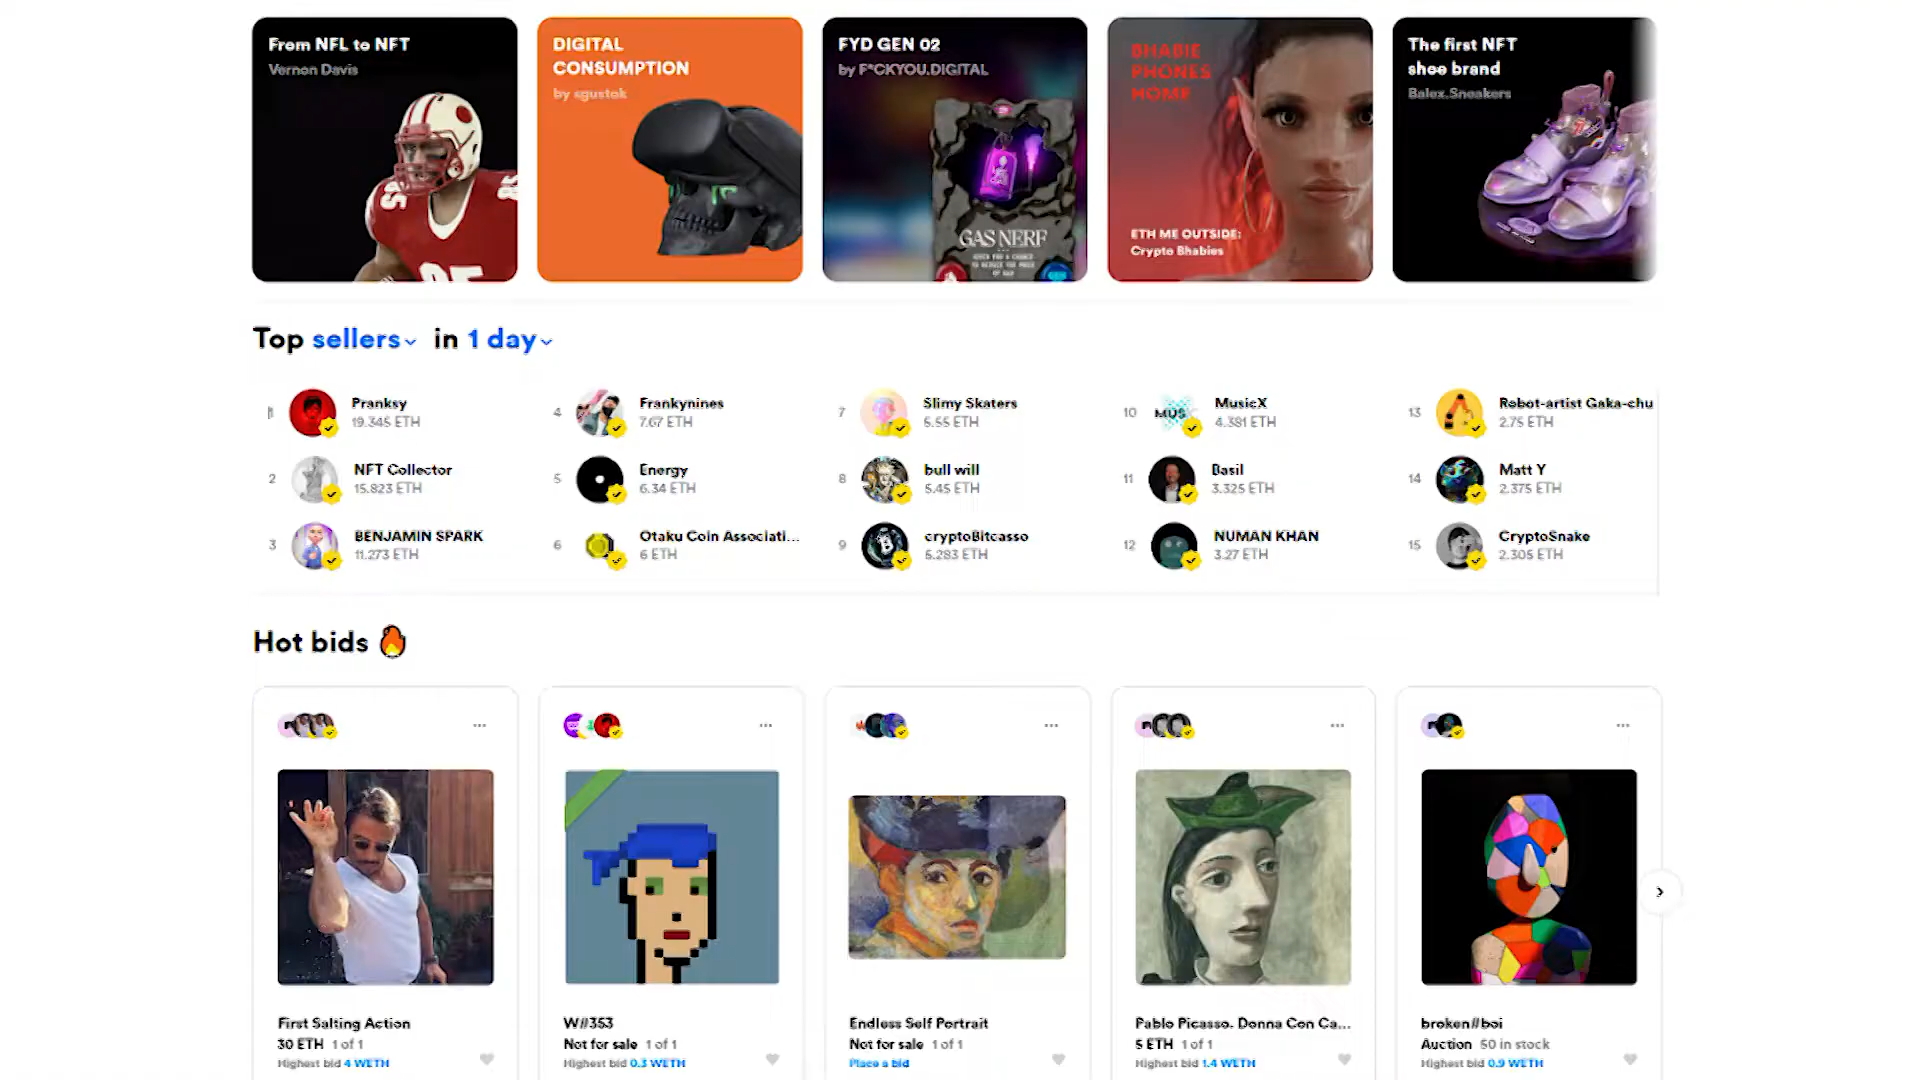 From NFL to NFT
Vernon Davis
DIGITAL
CONSUMPTION
by sgustok
FYD GEN 02
by F*CKYOU.DIGITAL
GAS NERF
BHABIE
PHONES
HOME
ETH ME OUTSIDE:
Crypto Bhabies
The first NFT
shoe brand
Balex.Sneakers
Top sellers in 1 day
1 Pranksy
19.345 ETH
2 NFT Collector
15.823 ETH
3 BENJAMIN SPARK
11.273 ETH
4 Frankynines
7.67 ETH
5 Energy
6.34 ETH
6 Otaku Coin Associati...
6 ETH
7 Slimy Skaters
5.55 ETH
8 bull will
5.45 ETH
9 cryptoBitcasso
5.283 ETH
10 MusicX
4.381 ETH
11 Basil
3.325 ETH
12 NUMAN KHAN
3.27 ETH
13 Robot-artist Gaka-chu
2.75 ETH
14 Matt Y
2.375 ETH
15 CryptoSnake
2.305 ETH
Hot bids
First Salting Action
30 ETH 1 of 1
Highest bid 4 WETH
W#353
Not for sale 1 of 1
Highest bid 0.3 WETH
Endless Self Portrait
Not for sale 1 of 1
Place a bid
Pablo Picasso. Donna Con Ca...
5 ETH 1 of 1
Highest bid 1.4 WETH
broken#boi
Auction 50 in stock
Highest bid 0.9 WETH